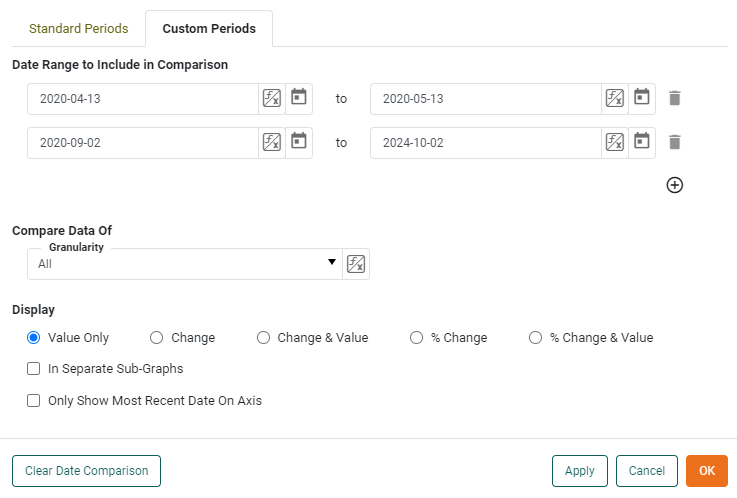 Standard Periods Custom Periods
Date Range to Include in Comparison
2020-04-13 to 2020-05-13
2020-09-02 to 2024-10-02
Compare Data Of
Granularity
All
Display
Value Only Change Change & Value % Change % Change & Value
In Separate Sub-Graphs
Only Show Most Recent Date On Axis
Clear Date Comparison Apply Cancel OK